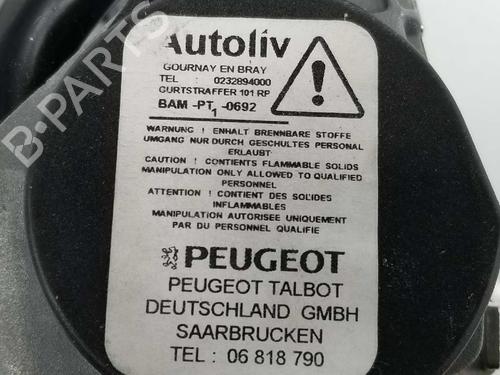 Autoliv
GOURNAY EN BRAY
TEL : 0232894000
GURTSTRAFFER 101 RP
BAM -PT1 -0692
WARNUNG ! ENHALT BRENNBARE STOFFE
UMGANG NUR DURCH GESCHULTES PERSONAL
ERLAUBT
CAUTION ! CONTIENTS FLAMMABLE SOLIDS
MANIPULATION ONLY ALLOWED TO QUALIFIED
PERSONNEL
ATTENTION ! CONTIENT DES SOLIDES
INFLAMMABLES
MANIPULATION AUTORISEE UNIQUEMENT
PAR DU PERSONNEL QUALIFIE
PEUGEOT
PEUGEOT TALBOT
DEUTSCHLAND GMBH
SAARBRUCKEN
TEL : 06 818 790